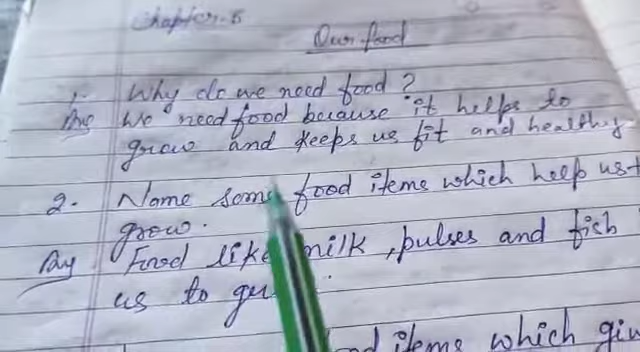 Chapter-5
Our food
1. Why do we need food?
Ans We need food because it helps to
grow and keeps us fit and healthy
2. Name some food items which help us t
grow.
Ans Food like milk, pulses and fish
us to
food items which giv